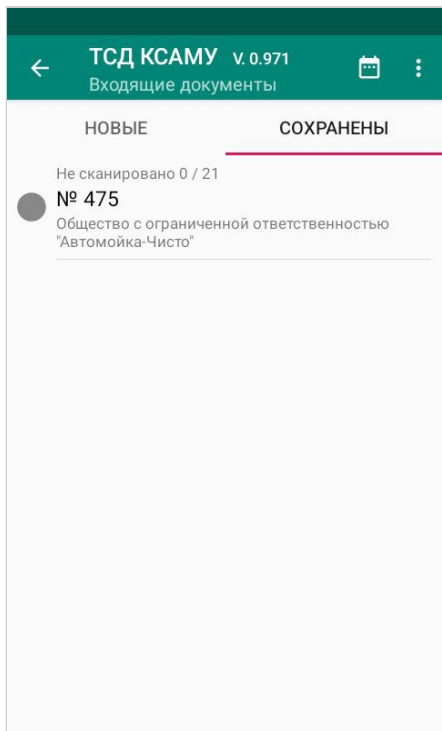 ТСД КСАМУ V. 0.971
Входящие документы
НОВЫЕ СОХРАНЕНЫ
Не сканировано 0 / 21
№ 475
Общество с ограниченной ответственностью
"Автомойка-Чисто"